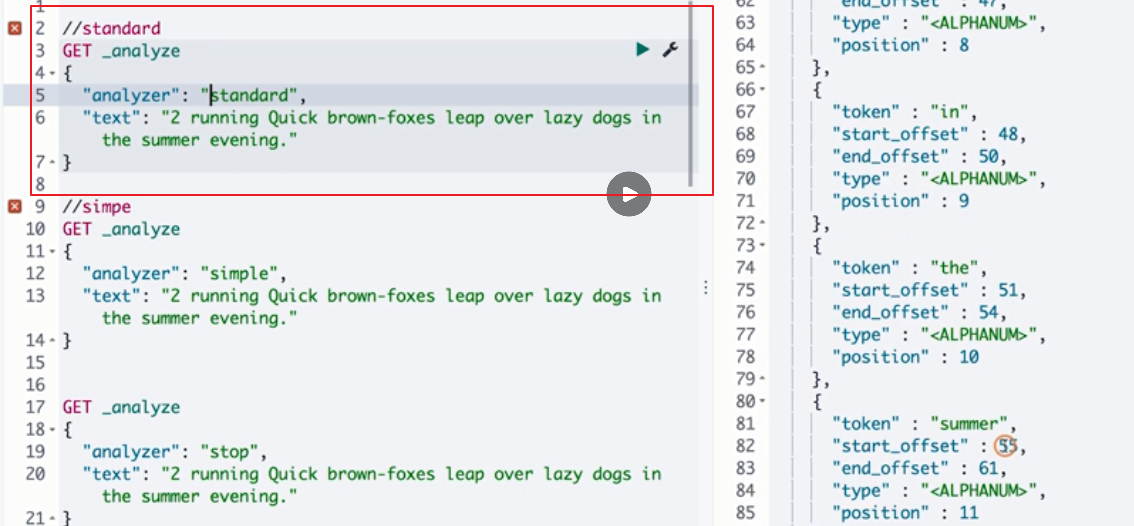 1
2 //standard
3 GET _analyze
4 {
5 "analyzer": "standard",
6 "text": "2 running Quick brown-foxes leap over lazy dogs in
the summer evening."
7 }
8
9 //simpe
10 GET _analyze
11 {
12 "analyzer": "simple",
13 "text": "2 running Quick brown-foxes leap over lazy dogs in
the summer evening."
14 }
15
16
17 GET _analyze
18 {
19 "analyzer": "stop",
20 "text": "2 running Quick brown-foxes leap over lazy dogs in
the summer evening."
21 }
62 "end_offset" : 47,
63 "type" : "<ALPHANUM>",
64 "position" : 8
65 },
66 {
67 "token" : "in",
68 "start_offset" : 48,
69 "end_offset" : 50,
70 "type" : "<ALPHANUM>",
71 "position" : 9
72 },
73 {
74 "token" : "the",
75 "start_offset" : 51,
76 "end_offset" : 54,
77 "type" : "<ALPHANUM>",
78 "position" : 10
79 },
80 {
81 "token" : "summer",
82 "start_offset" : 55,
83 "end_offset" : 61,
84 "type" : "<ALPHANUM>",
85 "position" : 11